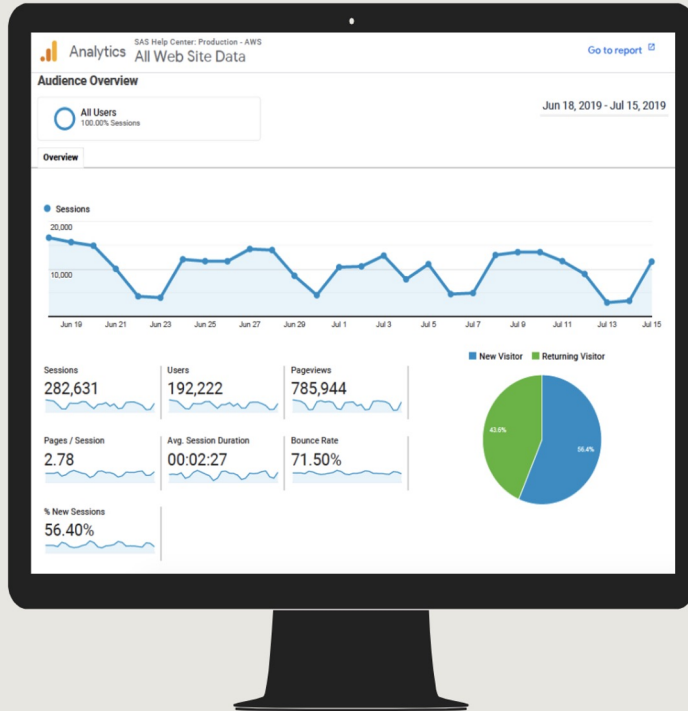 SAS Help Center: Production - AWS
Analytics All Web Site Data
Go to report
Audience Overview
All Users
100.00% Sessions
Jun 18, 2019 - Jul 15, 2019
Overview
Sessions
20,000
10,000
Jun 19 Jun 21 Jun 23 Jun 25 Jun 27 Jun 29 Jul 1 Jul 3 Jul 5 Jul 7 Jul 9 Jul 11 Jul 13 Jul 15
New Visitor Returning Visitor
Sessions Users Pageviews
282,631 192,222 785,944
Pages / Session Avg. Session Duration Bounce Rate
2.78 00:02:27 71.50%
43.6%
56.4%
% New Sessions
56.40%